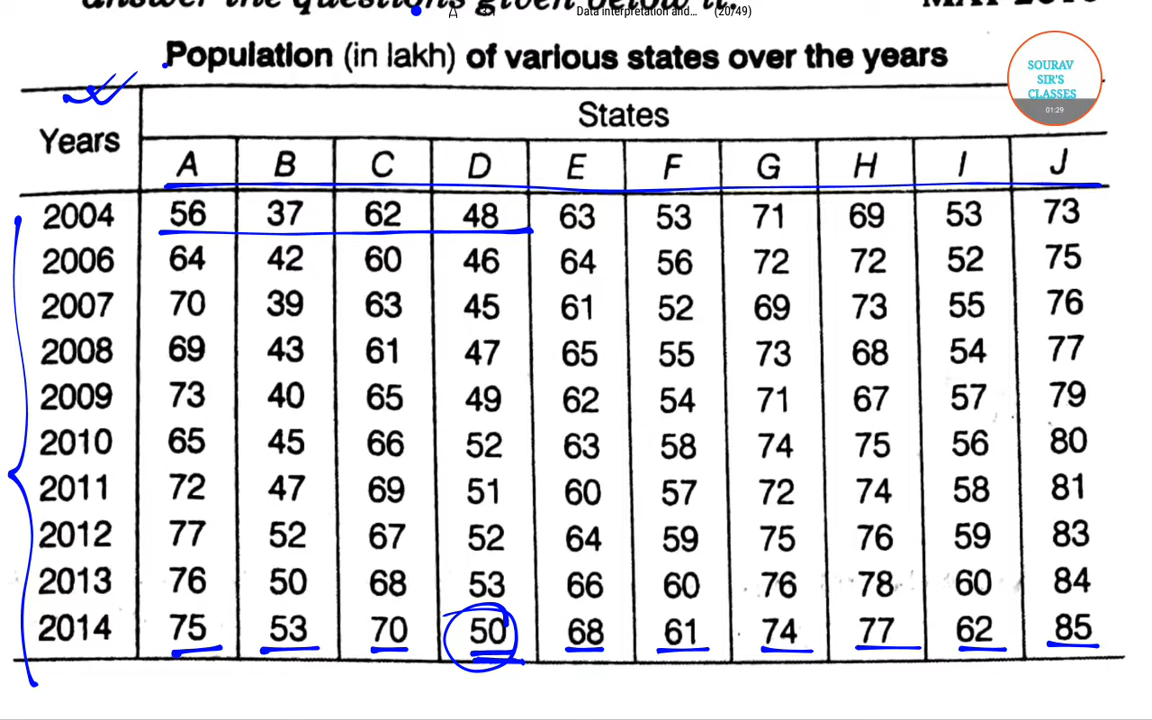 answer the questions given below it.
Data interpretation and... (20/49)
Population (in lakh) of various states over the years
SOURAV
SIR'S
CLASSES
01:29
Years States
A B C D E F G H I J
2004 56 37 62 48 63 53 71 69 53 73
2006 64 42 60 46 64 56 72 72 52 75
2007 70 39 63 45 61 52 69 73 55 76
2008 69 43 61 47 65 55 73 68 54 77
2009 73 40 65 49 62 54 71 67 57 79
2010 65 45 66 52 63 58 74 75 56 80
2011 72 47 69 51 60 57 72 74 58 81
2012 77 52 67 52 64 59 75 76 59 83
2013 76 50 68 53 66 60 76 78 60 84
2014 75 53 70 50 68 61 74 77 62 85